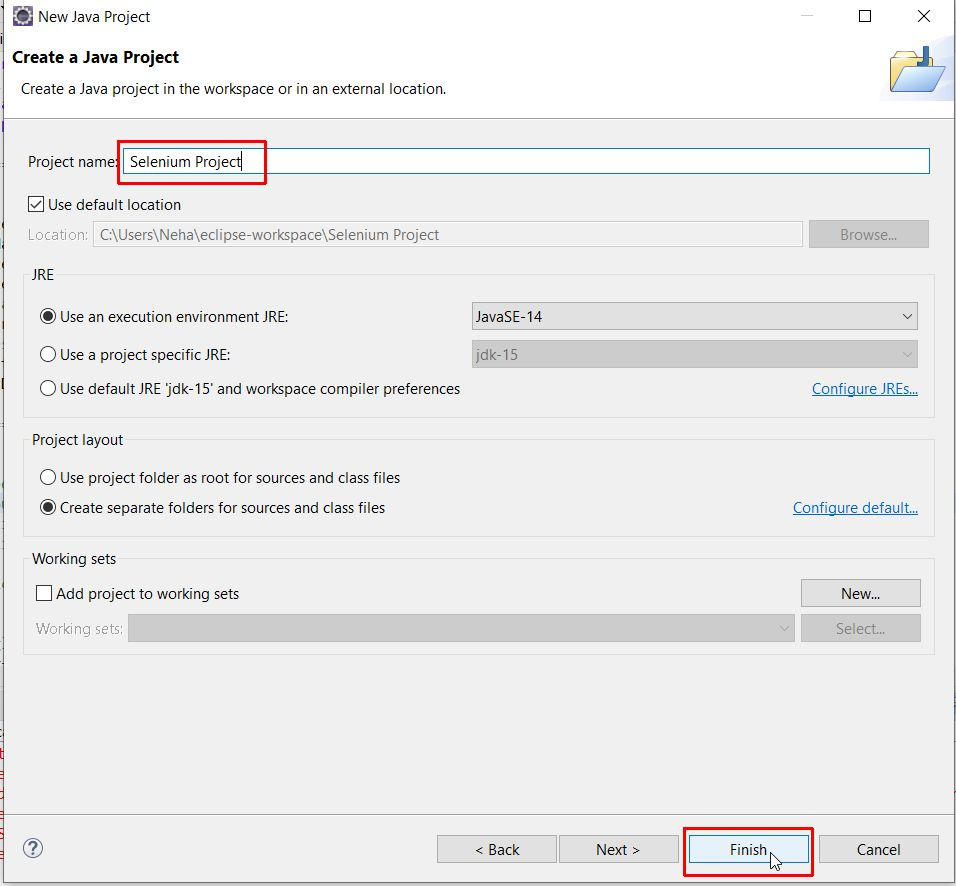 New Java Project
Create a Java Project
Create a Java project in the workspace or in an external location.
Project name: Selenium Project
Use default location
Location: C:\Users\Neha\eclipse-workspace\Selenium Project Browse...
JRE
Use an execution environment JRE: JavaSE-14
Use a project specific JRE: jdk-15
Use default JRE 'jdk-15' and workspace compiler preferences Configure JREs...
Project layout
Use project folder as root for sources and class files
Create separate folders for sources and class files Configure default...
Working sets
Add project to working sets New...
Working sets: Select...
? < Back Next > Finish Cancel